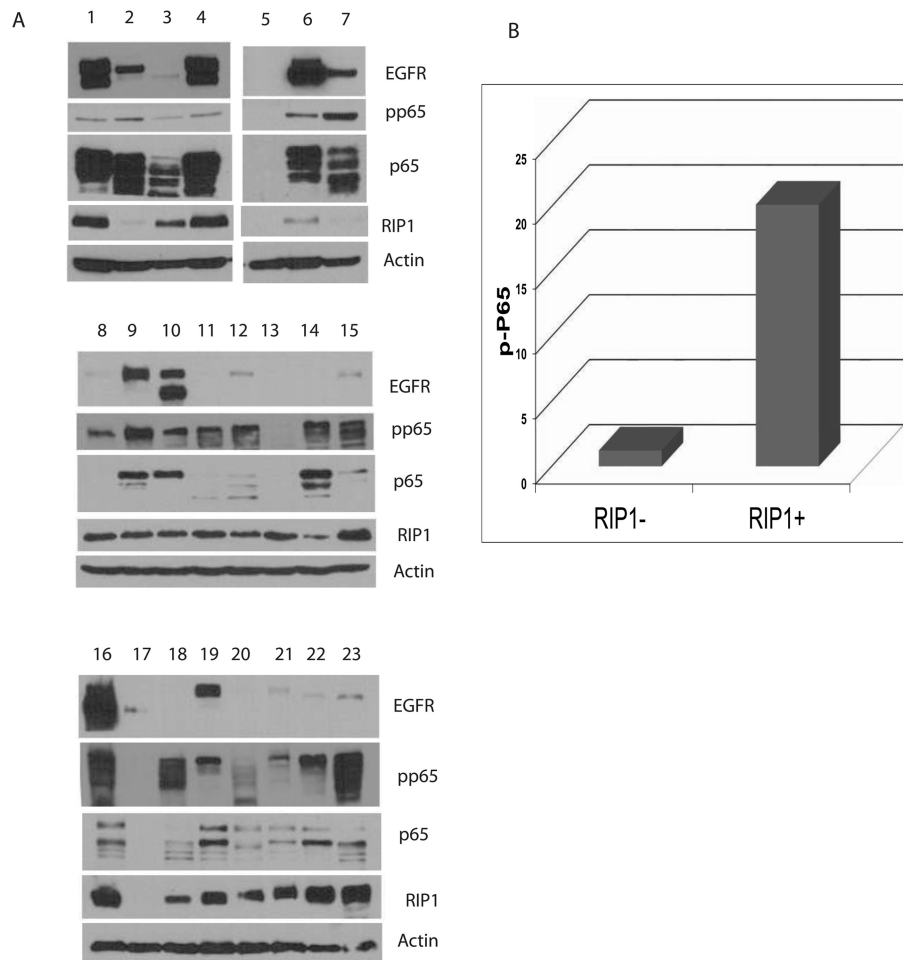 A
1 2 3 4 5 6 7
EGFR
pp65
p65
RIP1
Actin
8 9 10 11 12 13 14 15
EGFR
pp65
p65
RIP1
Actin
16 17 18 19 20 21 22 23
EGFR
pp65
p65
RIP1
Actin
B
p-P65
25
20
15
10
5
0
RIP1- RIP1+